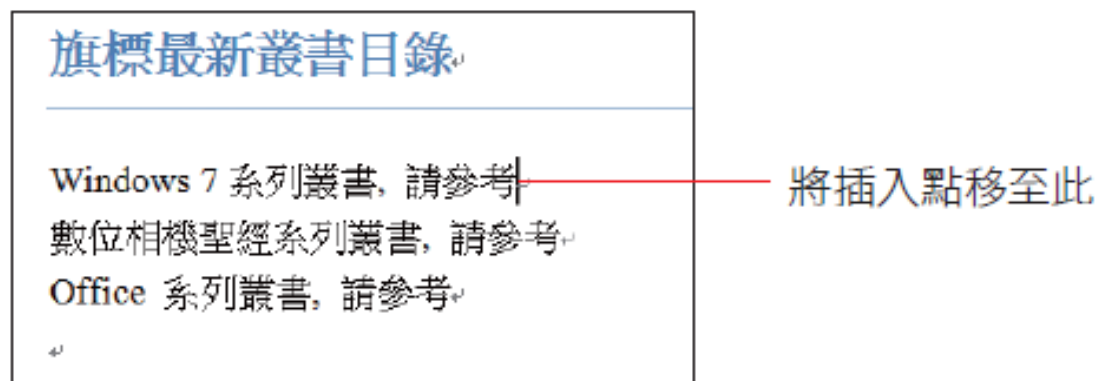 旗標最新叢書目錄
Windows 7 系列叢書, 請參考
將插入點移至此
數位相機聖經系列叢書, 請參考
Office 系列叢書, 請參考